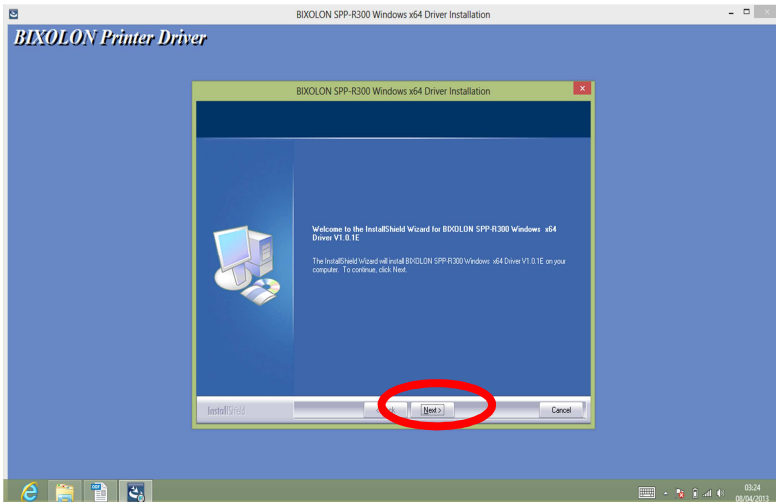 BIXOLON SPP-R300 Windows x64 Driver Installation
BIXOLON Printer Driver
BIXOLON SPP-R300 Windows x64 Driver Installation
Welcome to the InstallShield Wizard for BIXOLON SPP-R300 Windows x64
Driver V1.0.1E
The InstallShield Wizard will install BIXOLON SPP-R300 Windows x64 Driver V1.0.1E on your
computer. To continue, click Next.
InstallShield
Next >
Cancel
03:24
08/04/2013